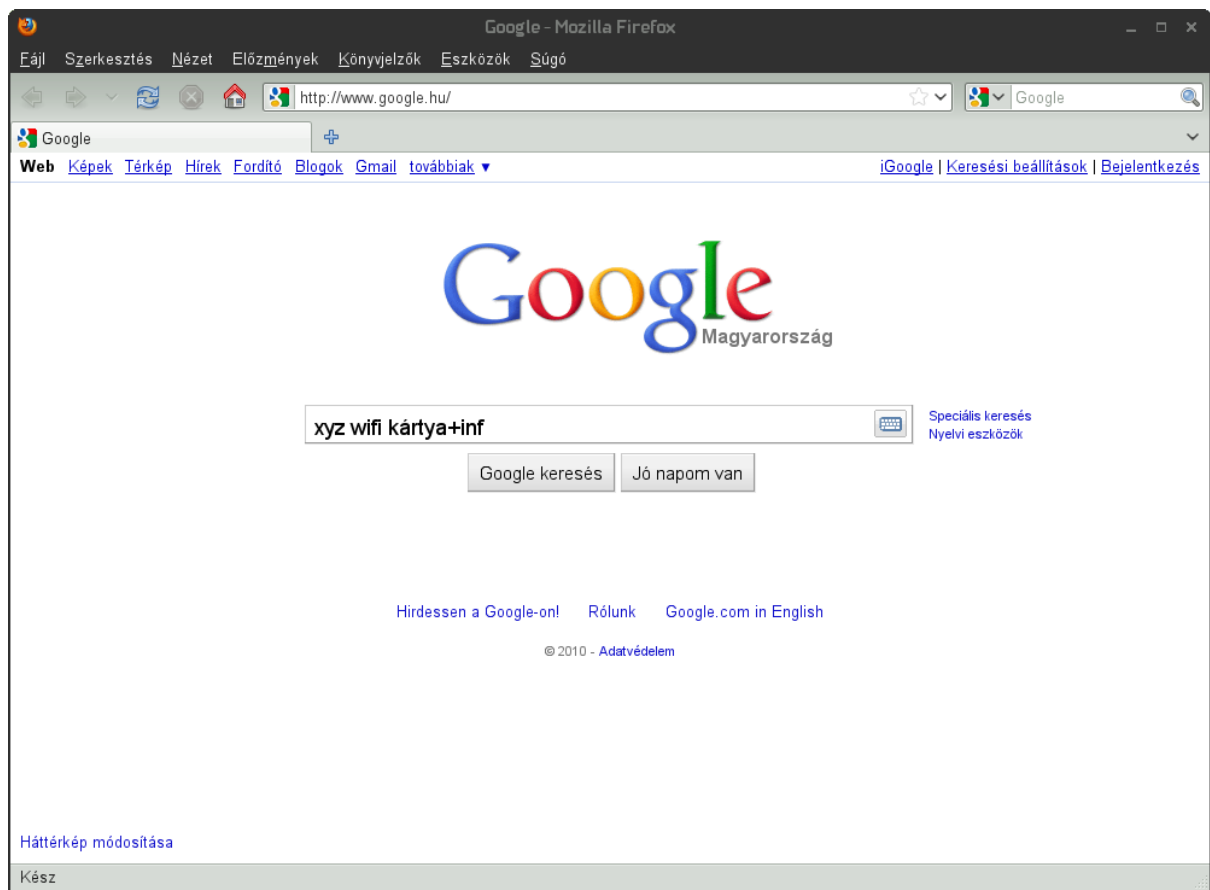 Google - Mozilla Firefox
Fájl Szerkesztés Nézet Előzmények Könyvjelzők Eszközök Súgó
http://www.google.hu/ Google
Google
Web Képek Térkép Hírek Fordító Blogok Gmail továbbiak ▼ iGoogle | Keresési beállítások | Bejelentkezés
Google
Magyarország
xyz wifi kártya+inf
Speciális keresés
Nyelvi eszközök
Google keresés Jó napom van
Hirdessen a Google-on! Rólunk Google.com in English
© 2010 - Adatvédelem
Háttérkép módosítása
Kész